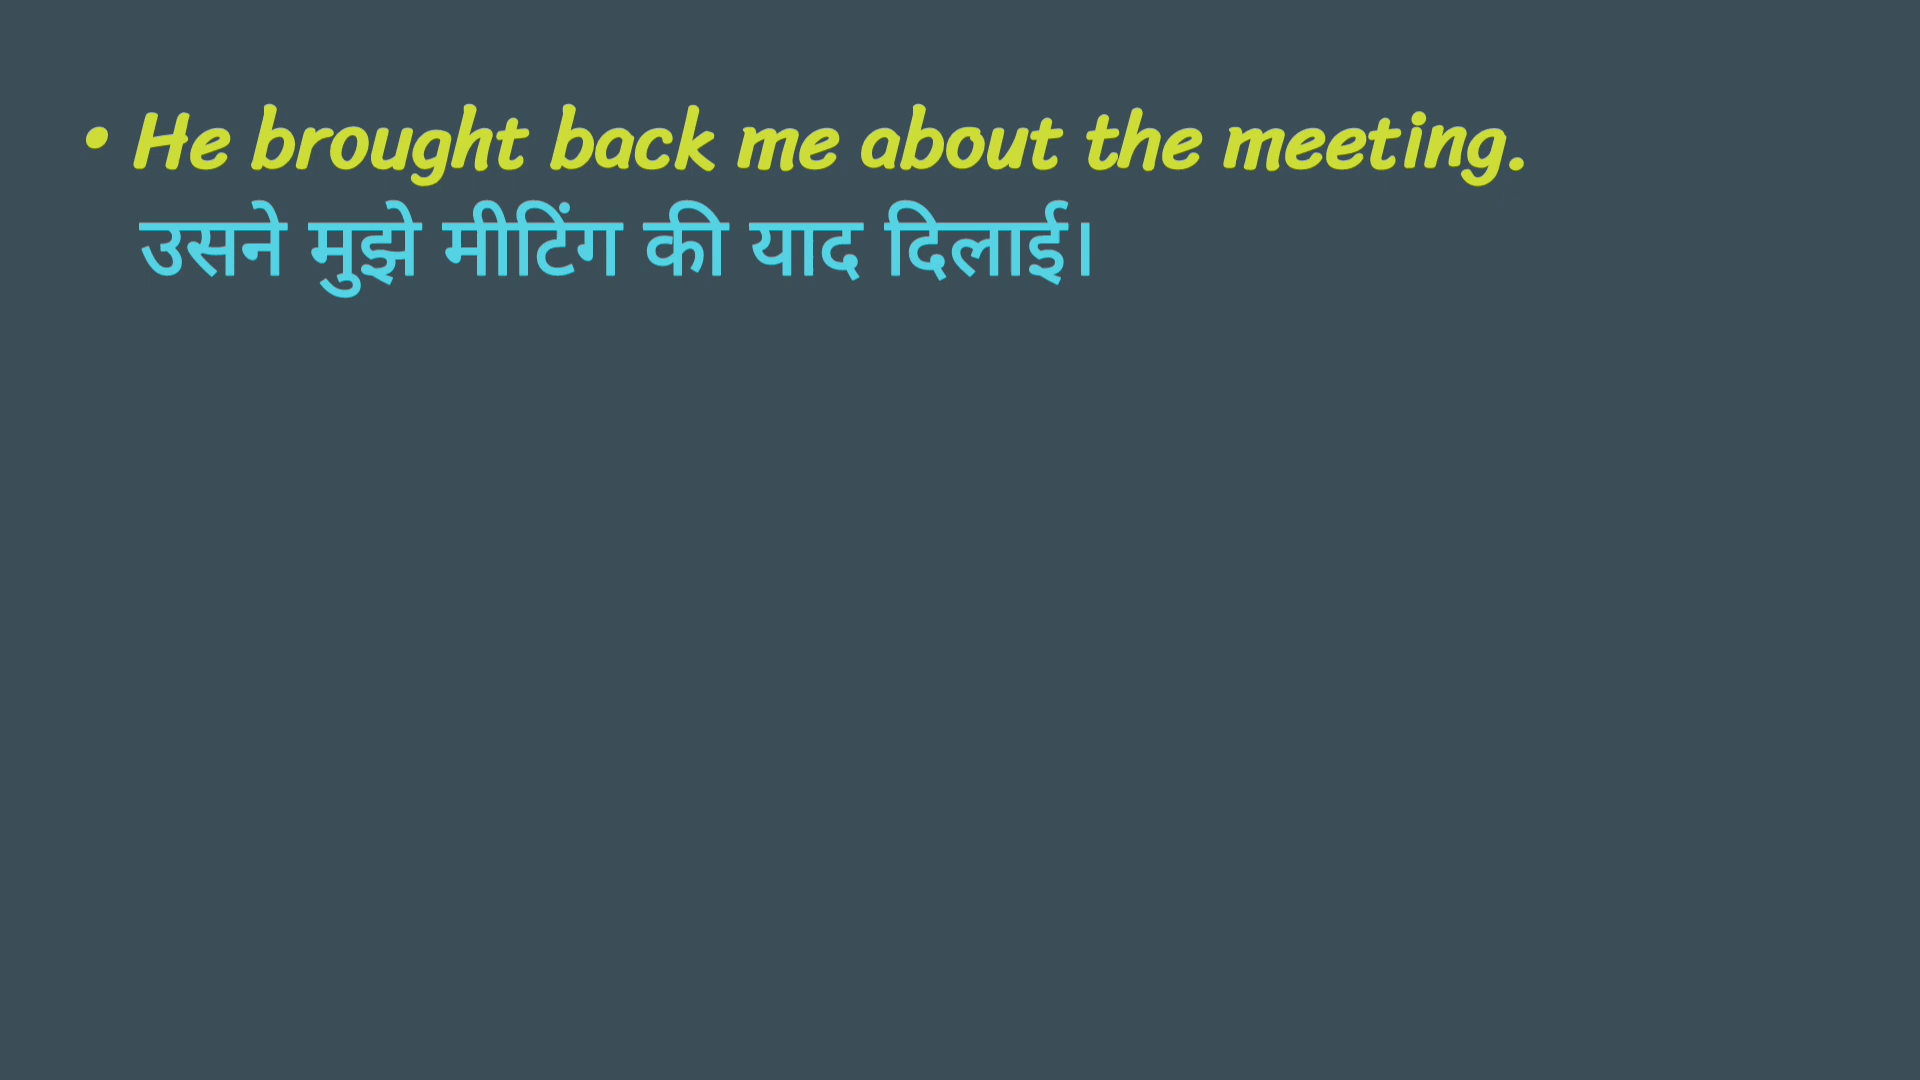 • He brought back me about the meeting.
उसने मुझे मीटिंग की याद दिलाई।